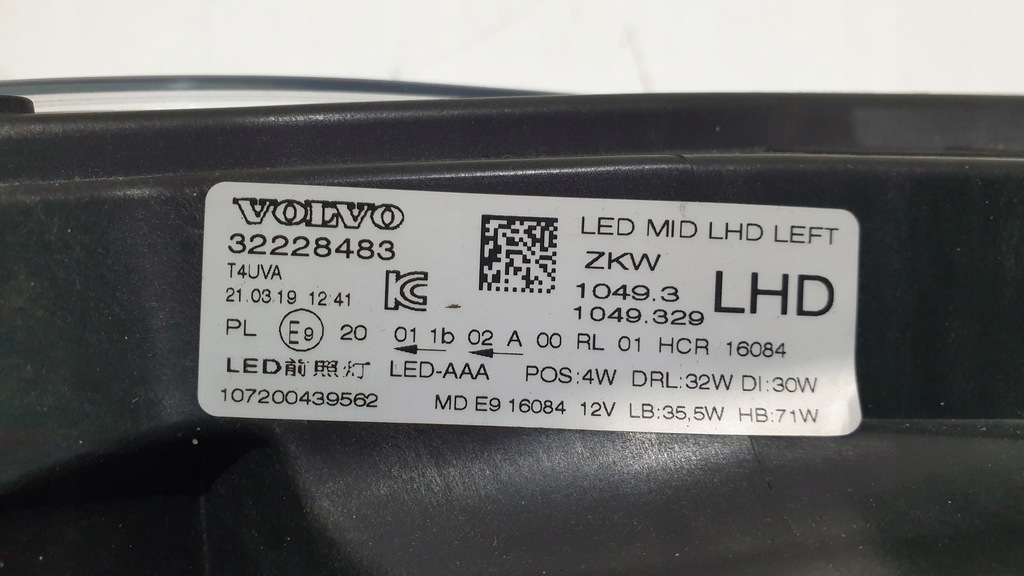 VOLVO
32228483
T4UVA
21.03.19 12:41
LED MID LHD LEFT
ZKW
1049.3
1049.329
LHD
PL E9 20 01 1b 02 A 00 RL 01 HCR 16084
LED前照灯 LED-AAA POS:4W DRL:32W DI:30W
107200439562 MD E9 16084 12V LB:35,5W HB:71W